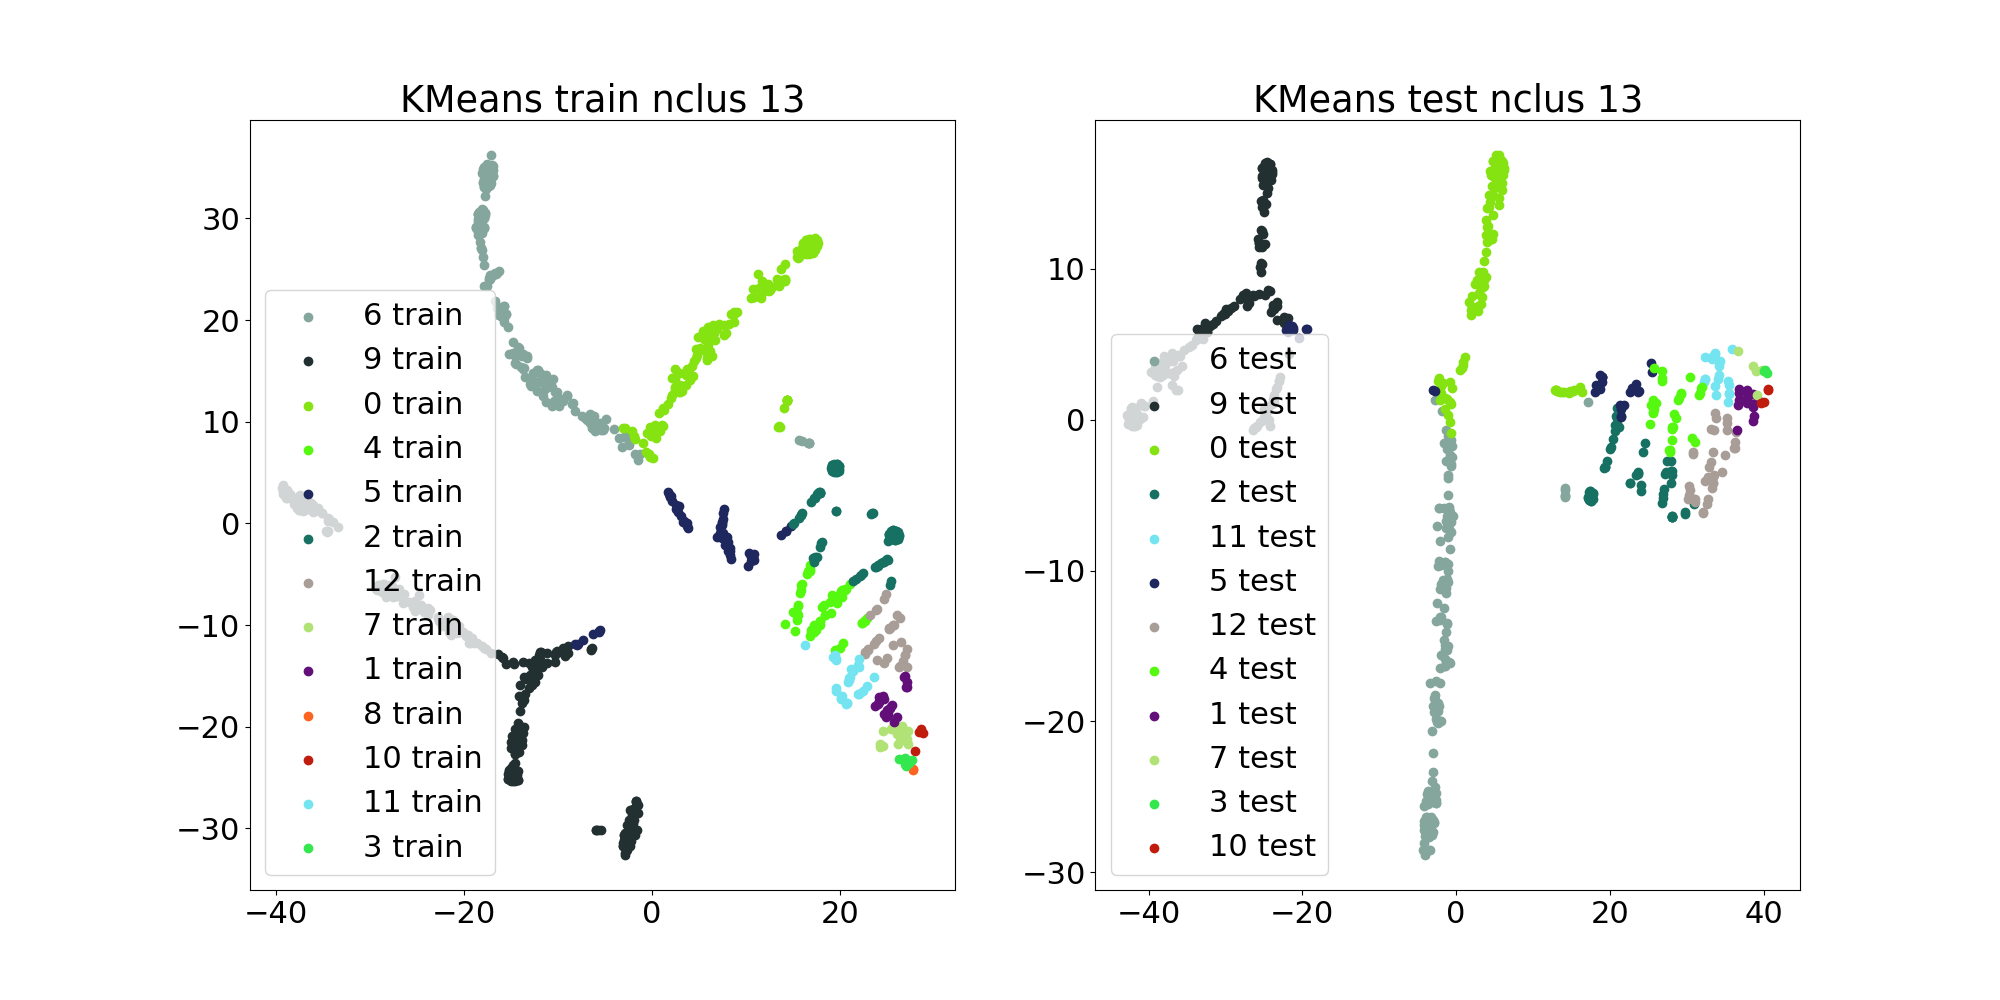 KMeans train nclus 13
30
20
10
0
−10
−20
−30
−40
−20
0
20
6 train
9 train
0 train
4 train
5 train
2 train
12 train
7 train
1 train
8 train
10 train
11 train
3 train
KMeans test nclus 13
10
0
−10
−20
−30
−40
−20
0
20
40
6 test
9 test
0 test
2 test
11 test
5 test
12 test
4 test
1 test
7 test
3 test
10 test